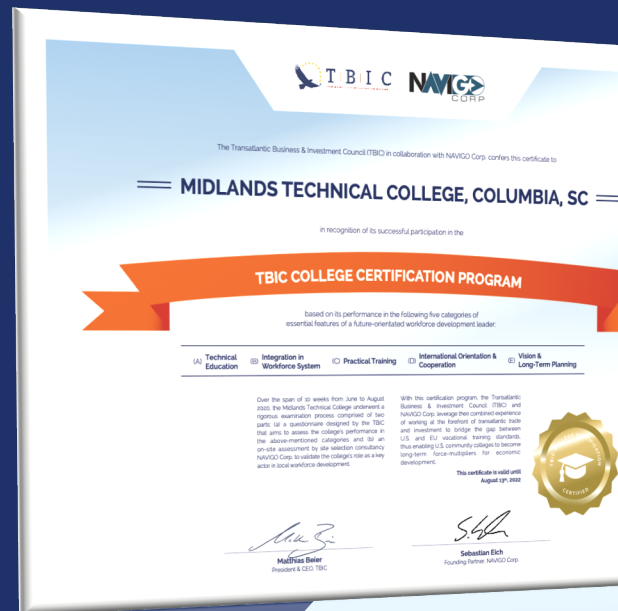 T B I C NAVIGO
CORP
The Transatlantic Business & Investment Council (TBIC) in collaboration with NAVIGO Corp. confers this certificate to
MIDLANDS TECHNICAL COLLEGE, COLUMBIA, SC
in recognition of its successful participation in the
TBIC COLLEGE CERTIFICATION PROGRAM
based on its performance in the following five categories of
essential features of a future-orientated workforce development leader:
(A) Technical Education (B) Integration in Workforce System (C) Practical Training (D) International Orientation & Cooperation (E) Vision & Long-Term Planning
Over the span of 10 weeks from June to August
2020, the Midlands Technical College underwent a
rigorous examination process comprised of two
parts: (a) a questionnaire designed by the TBIC
that aims to assess the college's performance in
the above-mentioned categories and (b) an
on-site assessment by site selection consultancy
NAVIGO Corp. to validate the college's role as a key
actor in local workforce development.
With this certification program, the Transatlantic
Business & Investment Council (TBIC) and
NAVIGO Corp. leverage their combined experience
of working at the forefront of transatlantic trade
and investment to bridge the gap between
U.S. and EU vocational training standards,
thus enabling U.S. community colleges to become
long-term force-multipliers for economic
development.
This certificate is valid until
August 13th, 2022
CERTIFIED
Matthias Beier
President & CEO, TBIC
Sebastian Eich
Founding Partner, NAVIGO Corp.